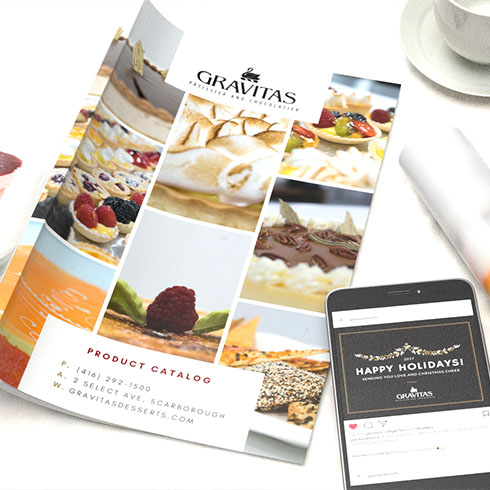 GRAVITAS
PATISSIER AND CHOCOLATIER
PRODUCT CATALOG
P. (416) 292-1500
A. 2 SELECT AVE, SCARBOROUGH
W. GRAVITASDESSERTS.COM
2017
HAPPY HOLIDAYS!
SENDING YOU LOVE AND CHRISTMAS CHEER
GRAVITAS